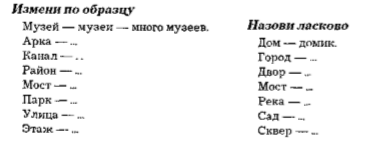 Измени по образцу
Музей — музеи — много музеев.
Арка — ...
Канал — ...
Район — ...
Мост — ...
Парк — ...
Улица — ...
Этаж — ...
Назови ласково
Дом — домик.
Город — ...
Двор — ...
Мост — ...
Река — ...
Сад — ...
Сквер — ...